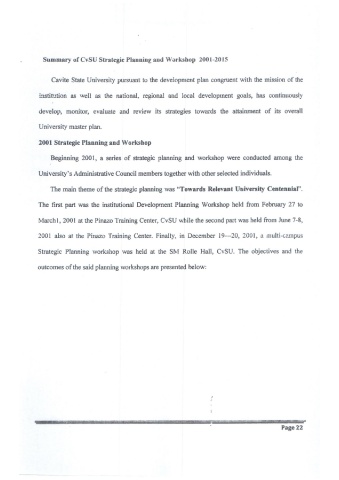 Summary of CvSU Strategic Planning and Workshop 2001-2015
Cavite State University pursuant to the development plan congruent with the mission of the
institution as well as the national, regional and local development goals, has continuously
develop, monitor, evaluate and review its strategies towards the attainment of its overall
University master plan.
2001 Strategic Planning and Workshop
Beginning 2001, a series of strategic planning and workshop were conducted among the
University's Administrative Council members together with other selected individuals.
The main theme of the strategic planning was "Towards Relevant University Centennial".
The first part was the institutional Development Planning Workshop held from February 27 to
March1, 2001 at the Pinazo Training Center, CvSU while the second part was held from June 7-8,
2001 also at the Pinazo Training Center. Finally, in December 19—20, 2001, a multi-campus
Strategic Planning workshop was held at the SM Rolle Hall, CvSU. The objectives and the
outcomes of the said planning workshops are presented below:
Page 22